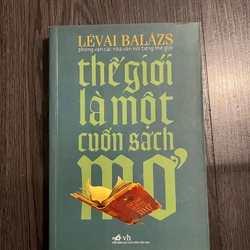 LÉVAI BALÁZS
phỏng vấn các nhà văn nổi tiếng thế giới
thế giới
là một
cuốn sách
mở